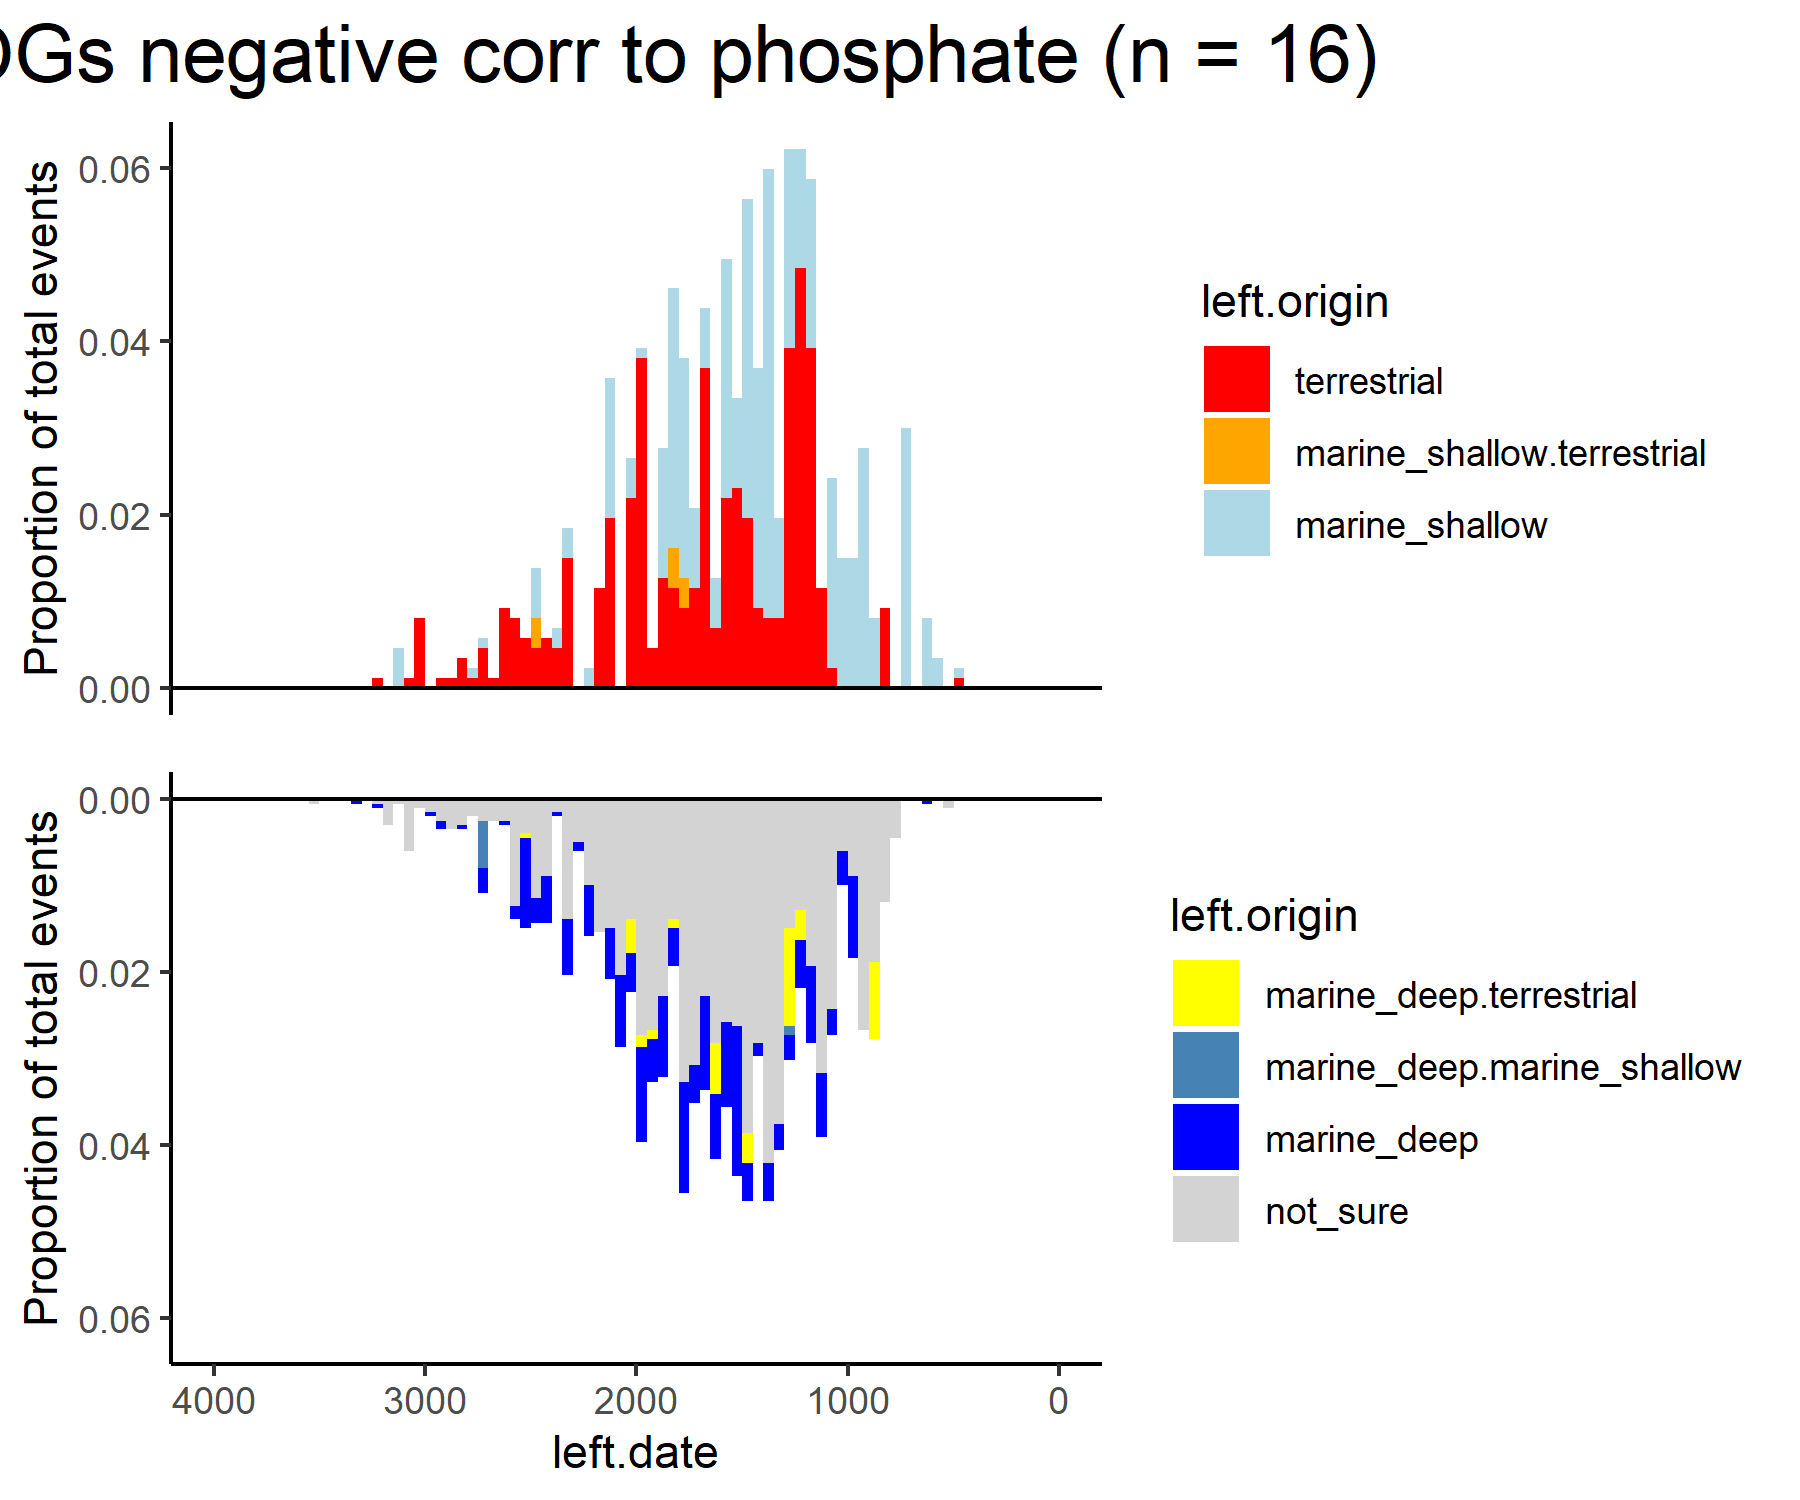 OGs negative corr to phosphate (n = 16)
Proportion of total events
0.06
0.04
0.02
0.00
left.origin
terrestrial
marine_shallow.terrestrial
marine_shallow
Proportion of total events
0.00
0.02
0.04
0.06
left.origin
marine_deep.terrestrial
marine_deep.marine_shallow
marine_deep
not_sure
4000 3000 2000 1000 0
left.date